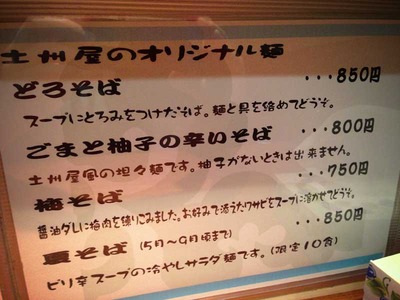 土州屋のオリジナル麺
どろそば ・・・850円
スープにとろみをつけたそば。麺と具を絡めてどうぞ。
ごまと柚子の辛いそば ・・・800円
土州屋風の坦々麺です。柚子がないときは出来ません。
梅そば ・・・750円
醤油ダレに梅肉を練りこみました。お好みで添えたワサビをスープに溶かせてどうぞ。
夏そば (5月〜9月頃まで) ・・・850円
ピリ辛スープの冷やしサラダ麺です。(限定10食)